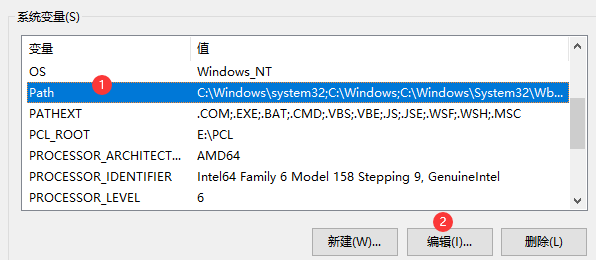 系统变量(S)
变量 值
OS Windows_NT
Path C:\Windows\system32;C:\Windows;C:\Windows\System32\Wb...
1
PATHEXT .COM;.EXE;.BAT;.CMD;.VBS;.VBE;.JS;.JSE;.WSF;.WSH;.MSC
PCL_ROOT E:\PCL
PROCESSOR_ARCHITECT... AMD64
PROCESSOR_IDENTIFIER Intel64 Family 6 Model 158 Stepping 9, GenuineIntel
PROCESSOR_LEVEL 6
2
新建(W)... 编辑(I)... 删除(L)